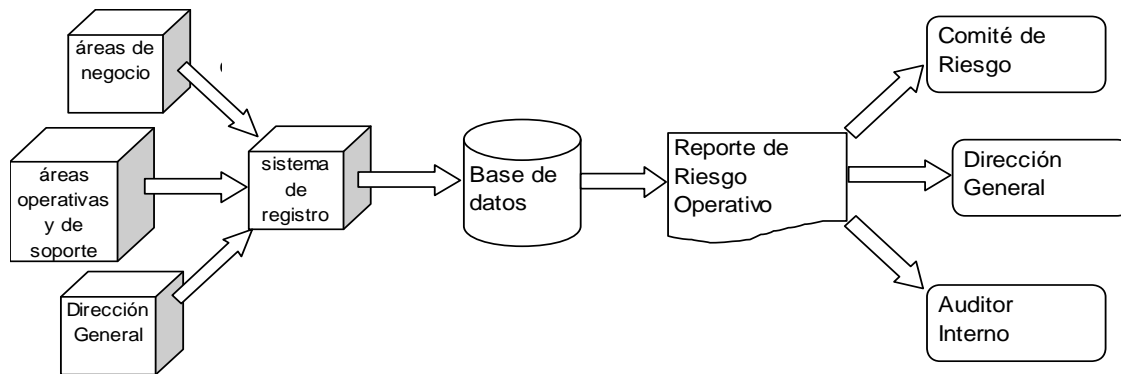 áreas de
negocio
áreas
operativas
y de
soporte
Dirección
General
sistema
de
registro
Base de
datos
Reporte de
Riesgo
Operativo
Comité de
Riesgo
Dirección
General
Auditor
Interno